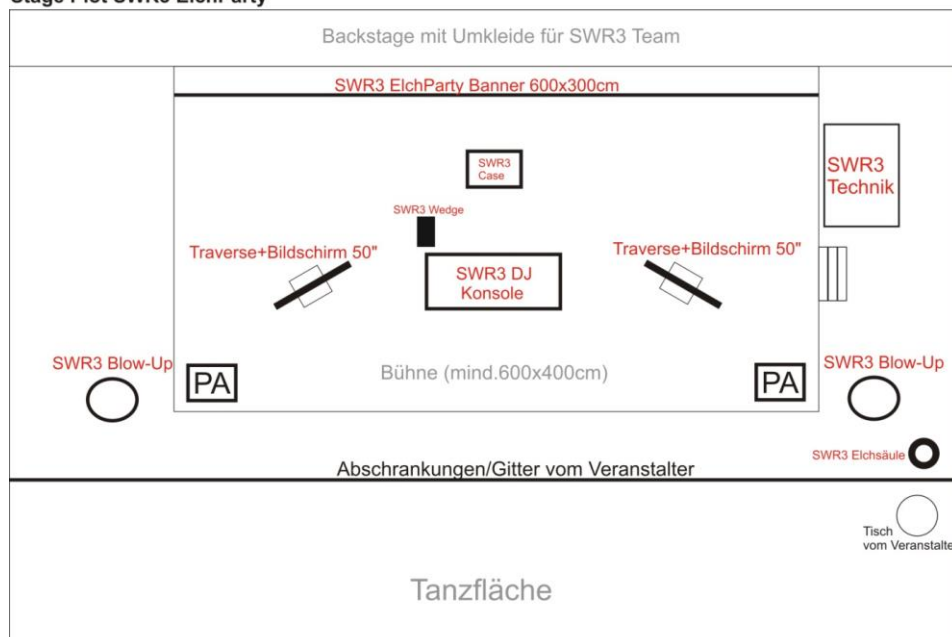 Stage Plot SWR3 ElchParty
Backstage mit Umkleide für SWR3 Team
SWR3 ElchParty Banner 600x300cm
SWR3
Case
SWR3
Technik
SWR3 Wedge
Traverse+Bildschirm 50"
Traverse+Bildschirm 50"
SWR3 DJ
Konsole
SWR3 Blow-Up
SWR3 Blow-Up
PA
Bühne (mind.600x400cm)
PA
SWR3 Elchsäule
Abschrankungen/Gitter vom Veranstalter
Tisch
vom Veranstalter
Tanzfläche